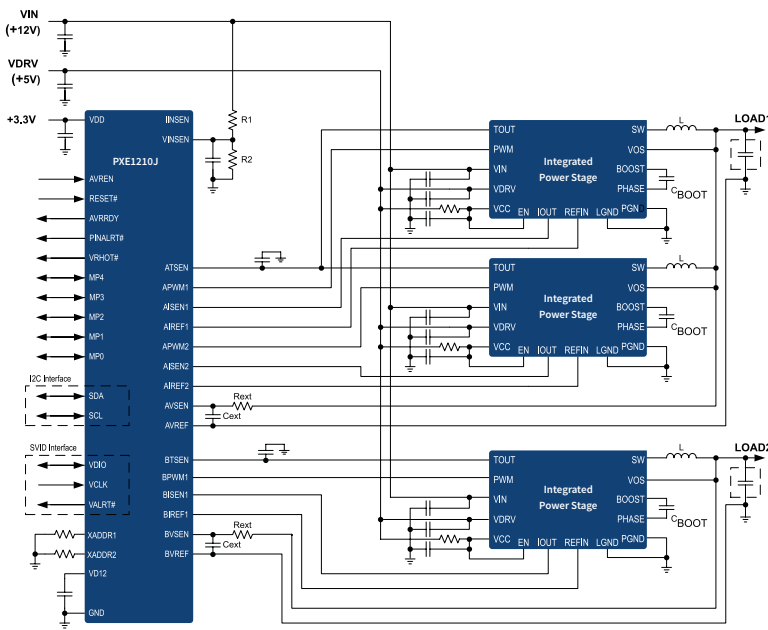 VIN
(+12V)
VDRV
(+5V)
+3.3V
VDD
IINSEN
VINSEN
PXE1210J
R1
R2
AVREN
RESET#
AVRRDY
PINALRT#
VRHOT#
MP4
MP3
MP2
MP1
MP0
I2C Interface
SDA
SCL
SVID Interface
VDIO
VCLK
VALRT#
XADDR1
XADDR2
VD12
GND
ATSEN
APWM1
AISEN1
AIREF1
APWM2
AISEN2
AIREF2
AVSEN
AVREF
Rext
Cext
BTSEN
BPWM1
BISEN1
BIREF1
BVSEN
BVREF
Rext
Cext
TOUT
PWM
VIN
VDRV
VCC
EN
IOUT
REFIN
LGND
Integrated
Power Stage
SW
VOS
BOOST
PHASE
PGND
L
CBOOT
LOAD1
TOUT
PWM
VIN
VDRV
VCC
EN
IOUT
REFIN
LGND
Integrated
Power Stage
SW
VOS
BOOST
PHASE
PGND
L
CBOOT
TOUT
PWM
VIN
VDRV
VCC
EN
IOUT
REFIN
LGND
Integrated
Power Stage
SW
VOS
BOOST
PHASE
PGND
L
CBOOT
LOAD2